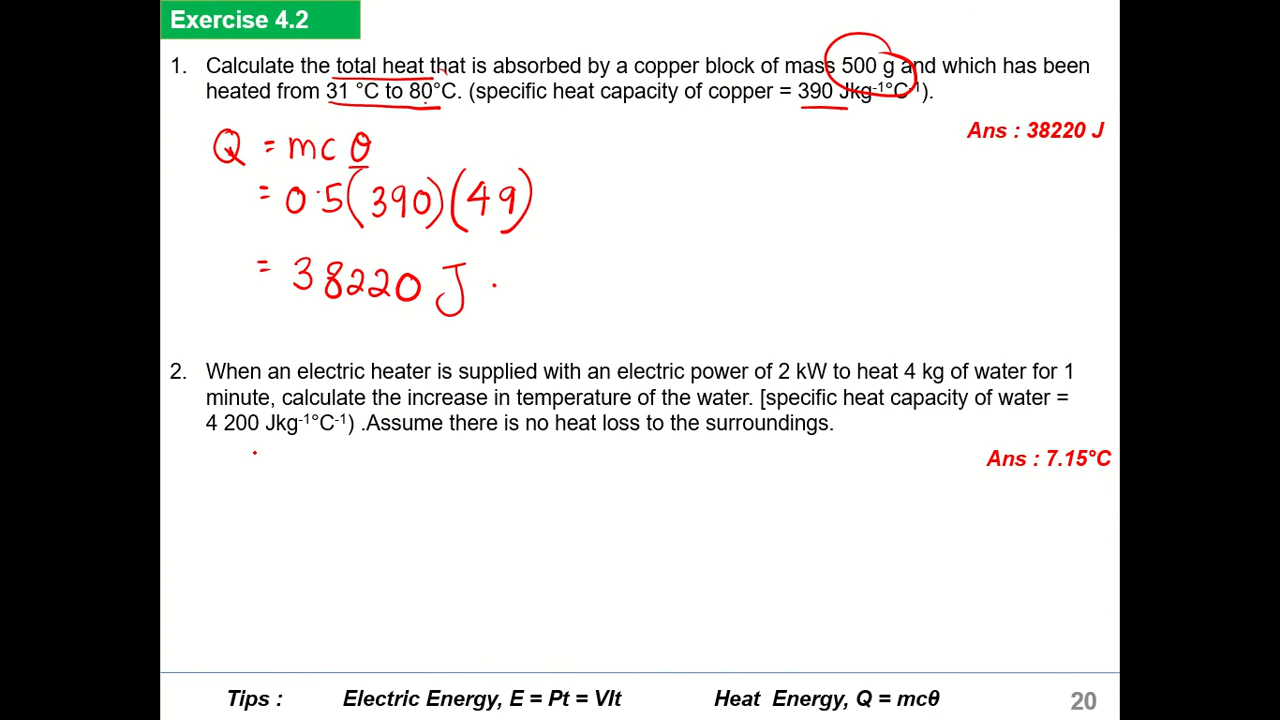 Exercise 4.2
1. Calculate the total heat that is absorbed by a copper block of mass 500 g and which has been
heated from 31 °C to 80°C. (specific heat capacity of copper = 390 Jkg⁻¹°C⁻¹).
Ans : 38220 J
Q = mcθ
= 0.5(390)(49)
= 38220 J
2. When an electric heater is supplied with an electric power of 2 kW to heat 4 kg of water for 1
minute, calculate the increase in temperature of the water. [specific heat capacity of water =
4 200 Jkg⁻¹°C⁻¹) .Assume there is no heat loss to the surroundings.
Ans : 7.15°C
Tips : Electric Energy, E = Pt = VIt Heat Energy, Q = mcθ 20